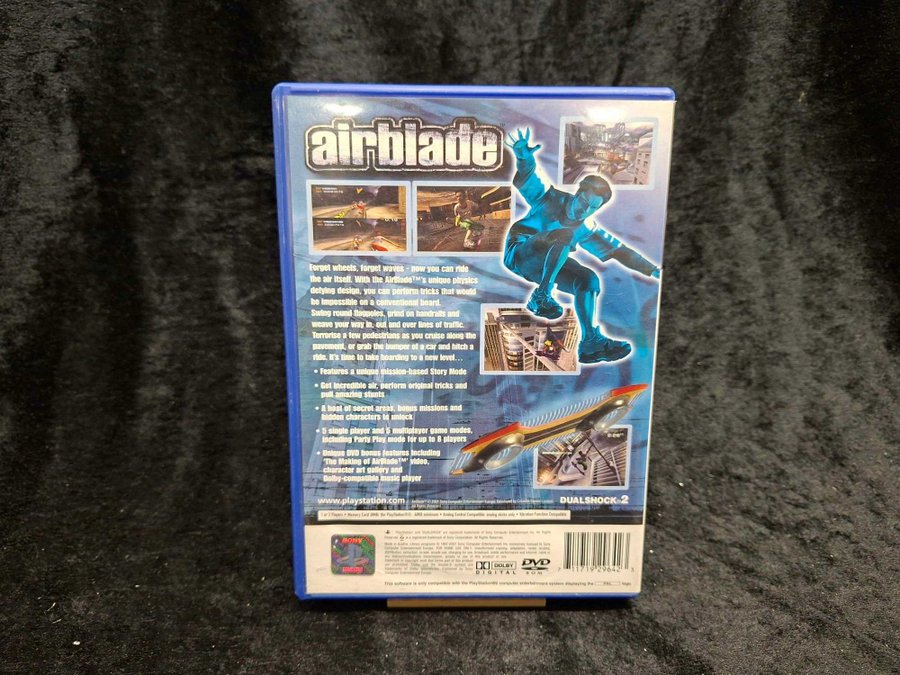 airblade
Forget wheels, forget waves - now you can ride
the air itself. With the AirBlade™'s unique physics
defying design, you can perform tricks that would
be impossible on a conventional board.
Swing round flagpoles, grind on handrails and
weave your way in, out and over lines of traffic.
Terrorise a few pedestrians as you cruise along the
pavement, or grab the bumper of a car and hitch a
ride. It's time to take boarding to a new level...
• Features a unique mission-based Story Mode
• Get incredible air, perform original tricks and
pull amazing stunts
• A host of secret areas, bonus missions and
hidden characters to unlock
• 5 single player and 6 multiplayer game modes,
including Party Play mode for up to 8 players
• Unique DVD bonus features including
'The Making of AirBlade™' video,
character art gallery and
Dolby-compatible music player
www.playstation.com
DUALSHOCK 2
SONY
DOLBY
DIGITAL
DVD
ROM
7 11719 29642 3
This software is only compatible with the PlayStation®2 computer entertainment system displaying the PAL logo